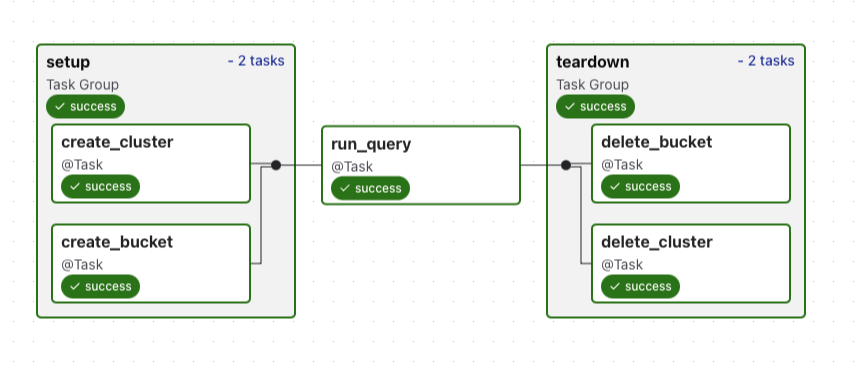 setup
- 2 tasks
Task Group
success
create_cluster
@Task
success
create_bucket
@Task
success
run_query
@Task
success
teardown
- 2 tasks
Task Group
success
delete_bucket
@Task
success
delete_cluster
@Task
success